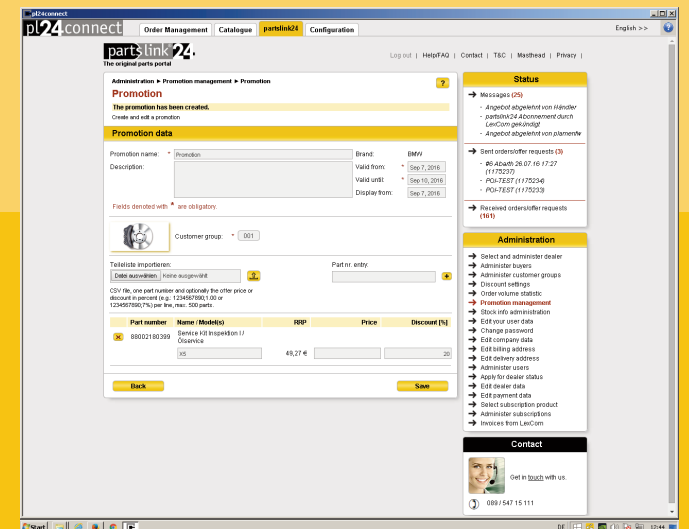 pl24connect
pl24.connect
Order Management Catalogue partslink24 Configuration
English >>
partslink24
The original parts portal
Log out | Help/FAQ | Contact | T&C | Masthead | Privacy |
Administration ► Promotion management ► Promotion
?
Promotion
The promotion has been created.
Create and edit a promotion
Promotion data
Promotion name: * Promotion
Brand: BMW
Description:
Valid from: * Sep 7, 2016
Valid until: * Sep 10, 2016
Display from: Sep 7, 2016
Fields denoted with * are obligatory.
Customer group: * 001
Teileliste importieren:
Part nr. entry:
Datei auswählen Keine ausgewählt
CSV file, one part number and optionally the offer price or
discount in percent (e.g.: 1234567890;1.00 or
1234567890;7%) per line, max. 500 parts.
Part number Name / Model(s) RRP Price Discount [%]
88002180399 Service Kit Inspektion I /
Ölservice
X5 49,27 € 20
Back Save
Status
Messages (25)
- Angebot abgelehnt von Händler
- partslink24 Abonnement durch
LexCom gekündigt
- Angebot abgelehnt von plamenfw
Sent orders/offer requests (3)
- #6 Abarth 26.07.16 17:27
(1175237)
- POI-TEST (1175234)
- POI-TEST (1175233)
Received orders/offer requests
(161)
Administration
Select and administer dealer
Administer buyers
Administer customer groups
Discount settings
Order volume statistic
Promotion management
Stock info administration
Edit your user data
Change password
Edit company data
Edit billing address
Edit delivery address
Administer users
Apply for dealer status
Edit dealer data
Edit payment data
Select subscription product
Administer subscriptions
Invoices from LexCom
Contact
Get in touch with us.
089 / 547 15 111
Start
DE
12:44